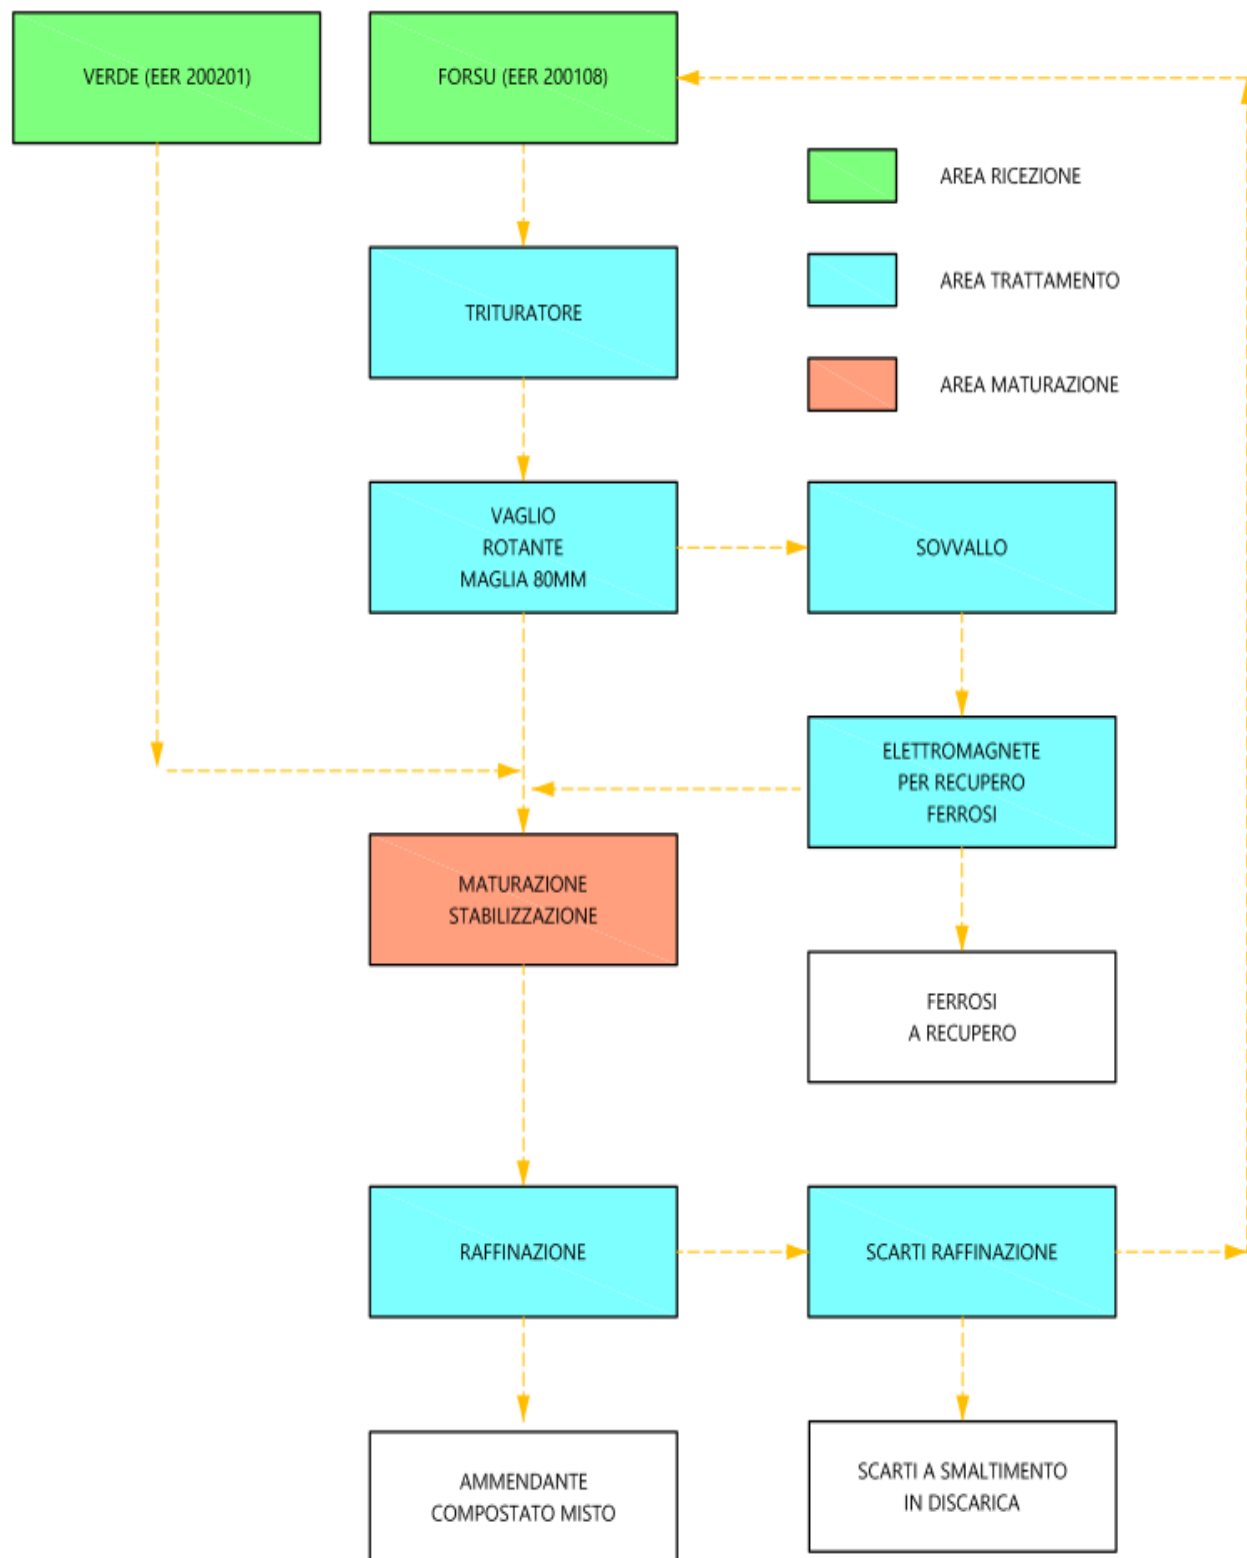 VERDE (EER 200201)
FORSU (EER 200108)
AREA RICEZIONE
AREA TRATTAMENTO
TRITURATORE
AREA MATURAZIONE
VAGLIO
ROTANTE
MAGLIA 80MM
SOVVALLO
ELETTROMAGNETE
PER RECUPERO
FERROSI
MATURAZIONE
STABILIZZAZIONE
FERROSI
A RECUPERO
RAFFINAZIONE
SCARTI RAFFINAZIONE
AMMENDANTE
COMPOSTATO MISTO
SCARTI A SMALTIMENTO
IN DISCARICA